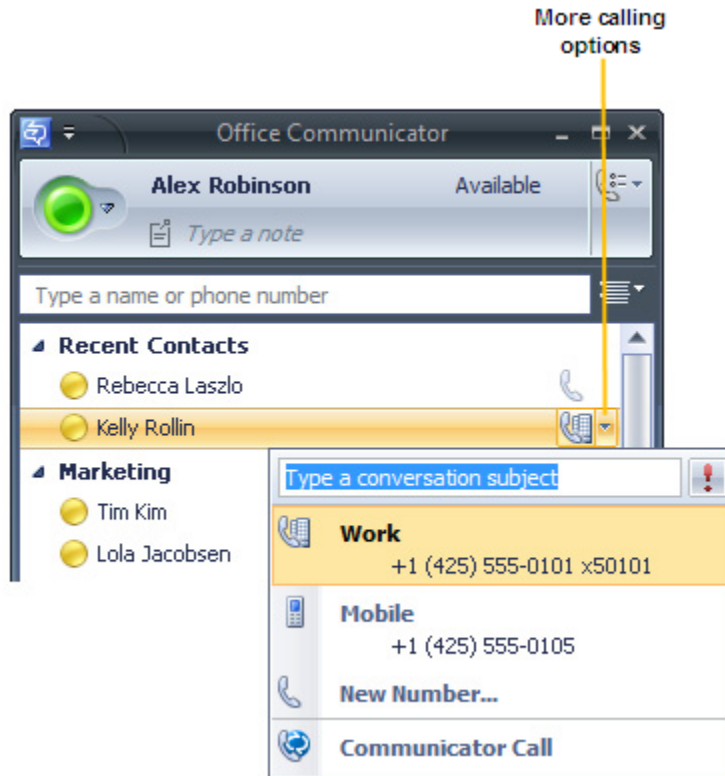 More calling
options
Office Communicator
Alex Robinson Available
Type a note
Type a name or phone number
Recent Contacts
Rebecca Laszlo
Kelly Rollin
Marketing
Tim Kim
Lola Jacobsen
Type a conversation subject
Work
+1 (425) 555-0101 x50101
Mobile
+1 (425) 555-0105
New Number...
Communicator Call